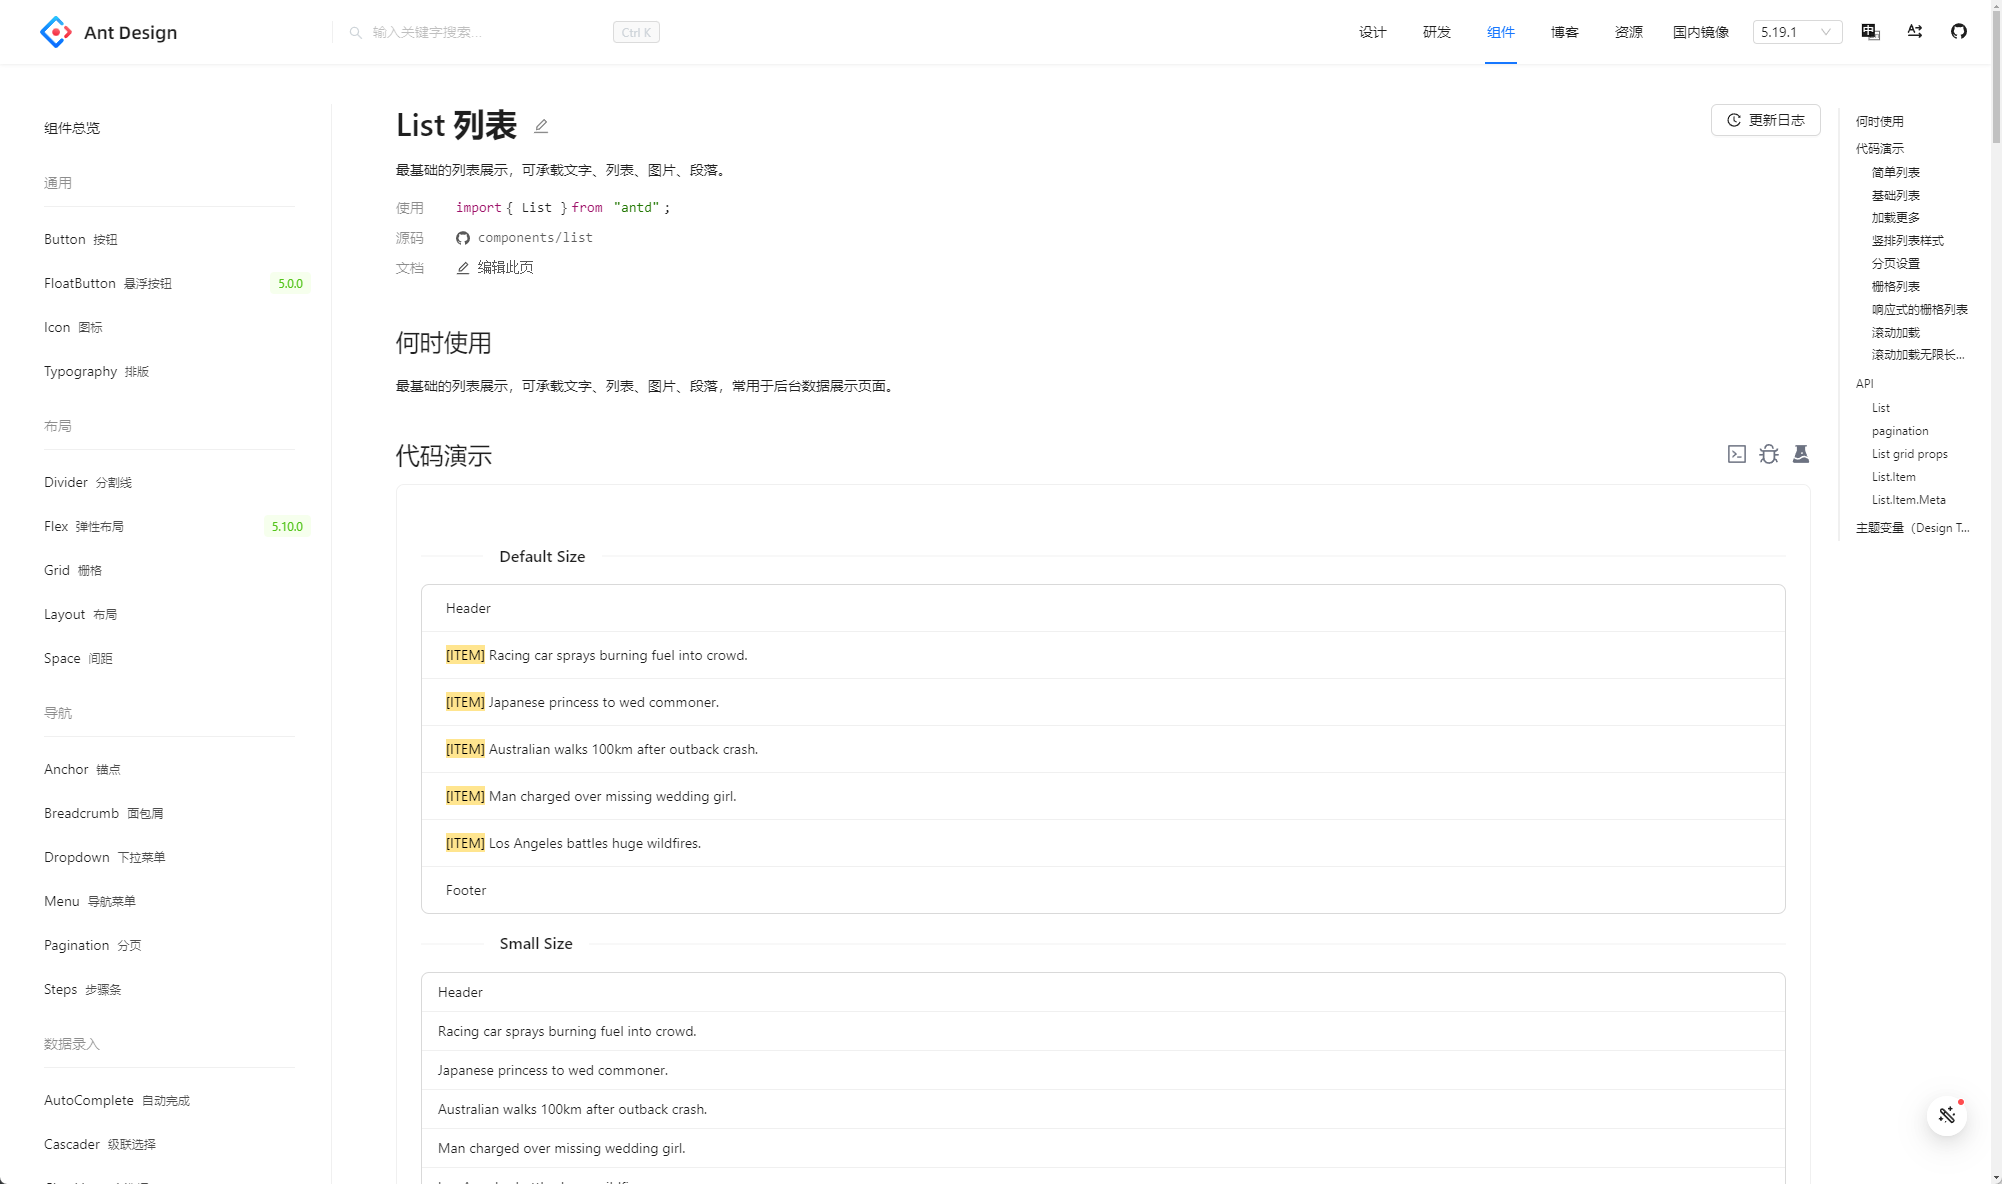 Ant Design
输入关键字搜索...
Ctrl K
设计
研发
组件
博客
资源
国内镜像
5.19.1
组件总览
通用
Button 按钮
FloatButton 悬浮按钮 5.0.0
Icon 图标
Typography 排版
布局
Divider 分割线
Flex 弹性布局 5.10.0
Grid 栅格
Layout 布局
Space 间距
导航
Anchor 锚点
Breadcrumb 面包屑
Dropdown 下拉菜单
Menu 导航菜单
Pagination 分页
Steps 步骤条
数据录入
AutoComplete 自动完成
Cascader 级联选择
List 列表
更新日志
最基础的列表展示，可承载文字、列表、图片、段落。
使用 import { List } from "antd";
源码 components/list
文档 编辑此页
何时使用
最基础的列表展示，可承载文字、列表、图片、段落，常用于后台数据展示页面。
代码演示
Default Size
Header
[ITEM] Racing car sprays burning fuel into crowd.
[ITEM] Japanese princess to wed commoner.
[ITEM] Australian walks 100km after outback crash.
[ITEM] Man charged over missing wedding girl.
[ITEM] Los Angeles battles huge wildfires.
Footer
Small Size
Header
Racing car sprays burning fuel into crowd.
Japanese princess to wed commoner.
Australian walks 100km after outback crash.
Man charged over missing wedding girl.
何时使用
代码演示
简单列表
基础列表
加载更多
竖排列表样式
分页设置
栅格列表
响应式的栅格列表
滚动加载
滚动加载无限长...
API
List
pagination
List grid props
List.Item
List.Item.Meta
主题变量（Design T...